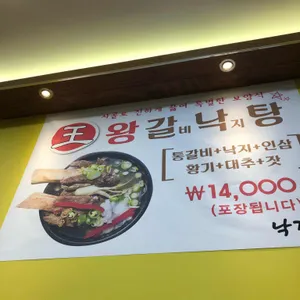 王 왕갈비낙지탕
통갈비+낙지+인삼
황기+대추+잣
₩14,000
(포장됩니다)